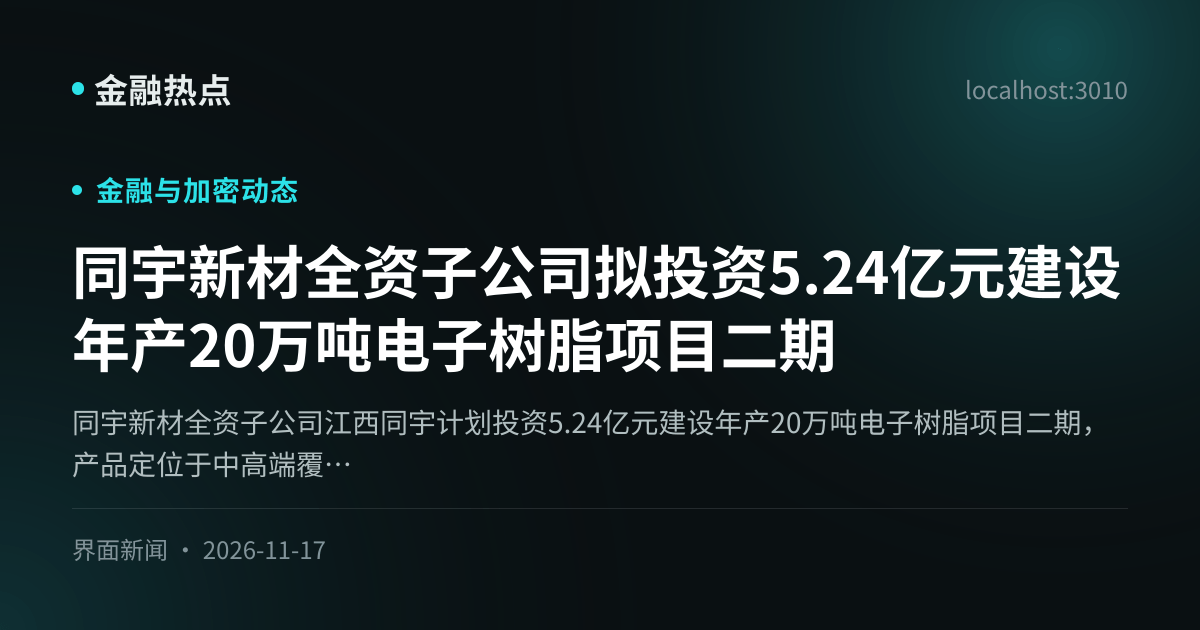 金融热点
localhost:3010
金融与加密动态
同宇新材全资子公司拟投资5.24亿元建设
年产20万吨电子树脂项目二期
同宇新材全资子公司江西同宇计划投资5.24亿元建设年产20万吨电子树脂项目二期，
产品定位于中高端覆…
界面新闻 • 2026-11-17